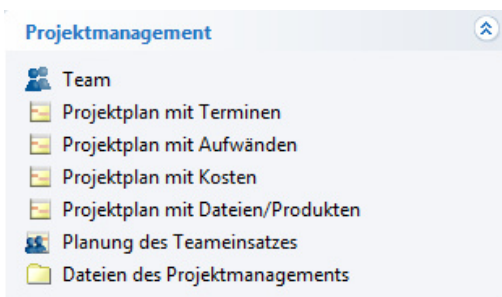 Projektmanagement
Team
Projektplan mit Terminen
Projektplan mit Aufwänden
Projektplan mit Kosten
Projektplan mit Dateien/Produkten
Planung des Teameinsatzes
Dateien des Projektmanagements